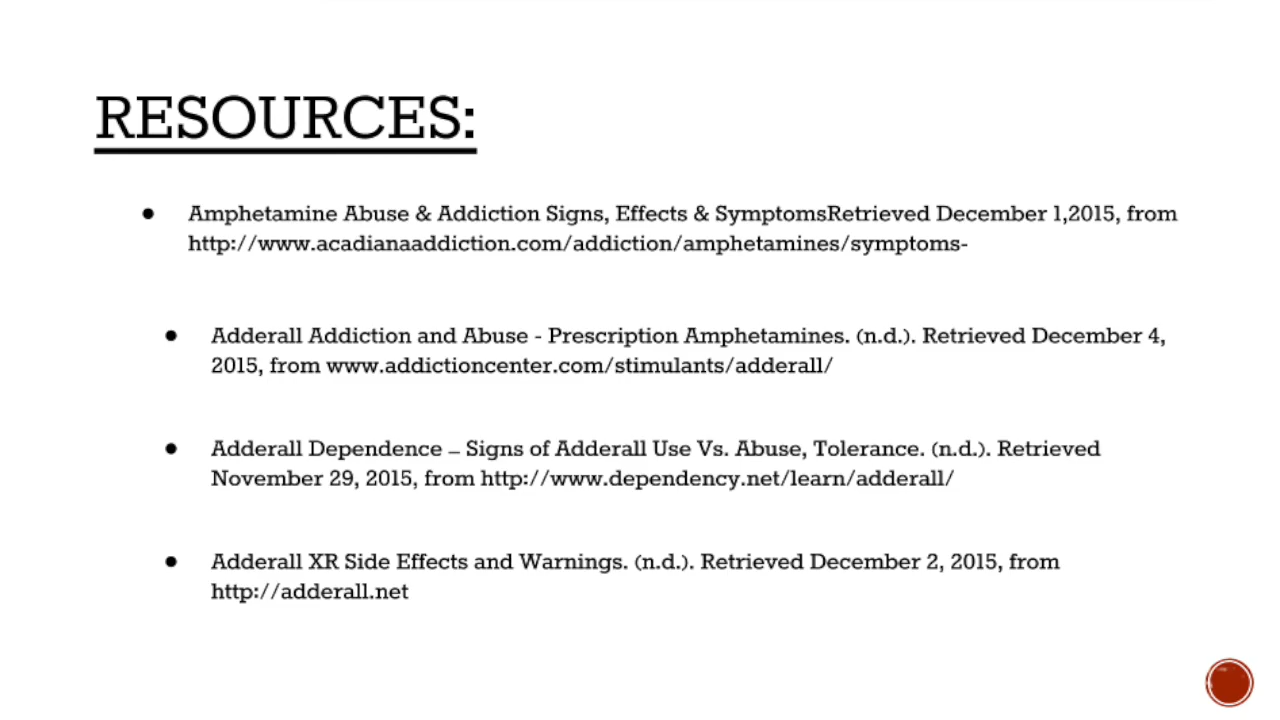 RESOURCES:
● Amphetamine Abuse & Addiction Signs, Effects & SymptomsRetrieved December 1,2015, from
http://www.acadianaaddiction.com/addiction/amphetamines/symptoms-
● Adderall Addiction and Abuse - Prescription Amphetamines. (n.d.). Retrieved December 4,
2015, from www.addictioncenter.com/stimulants/adderall/
● Adderall Dependence – Signs of Adderall Use Vs. Abuse, Tolerance. (n.d.). Retrieved
November 29, 2015, from http://www.dependency.net/learn/adderall/
● Adderall XR Side Effects and Warnings. (n.d.). Retrieved December 2, 2015, from
http://adderall.net